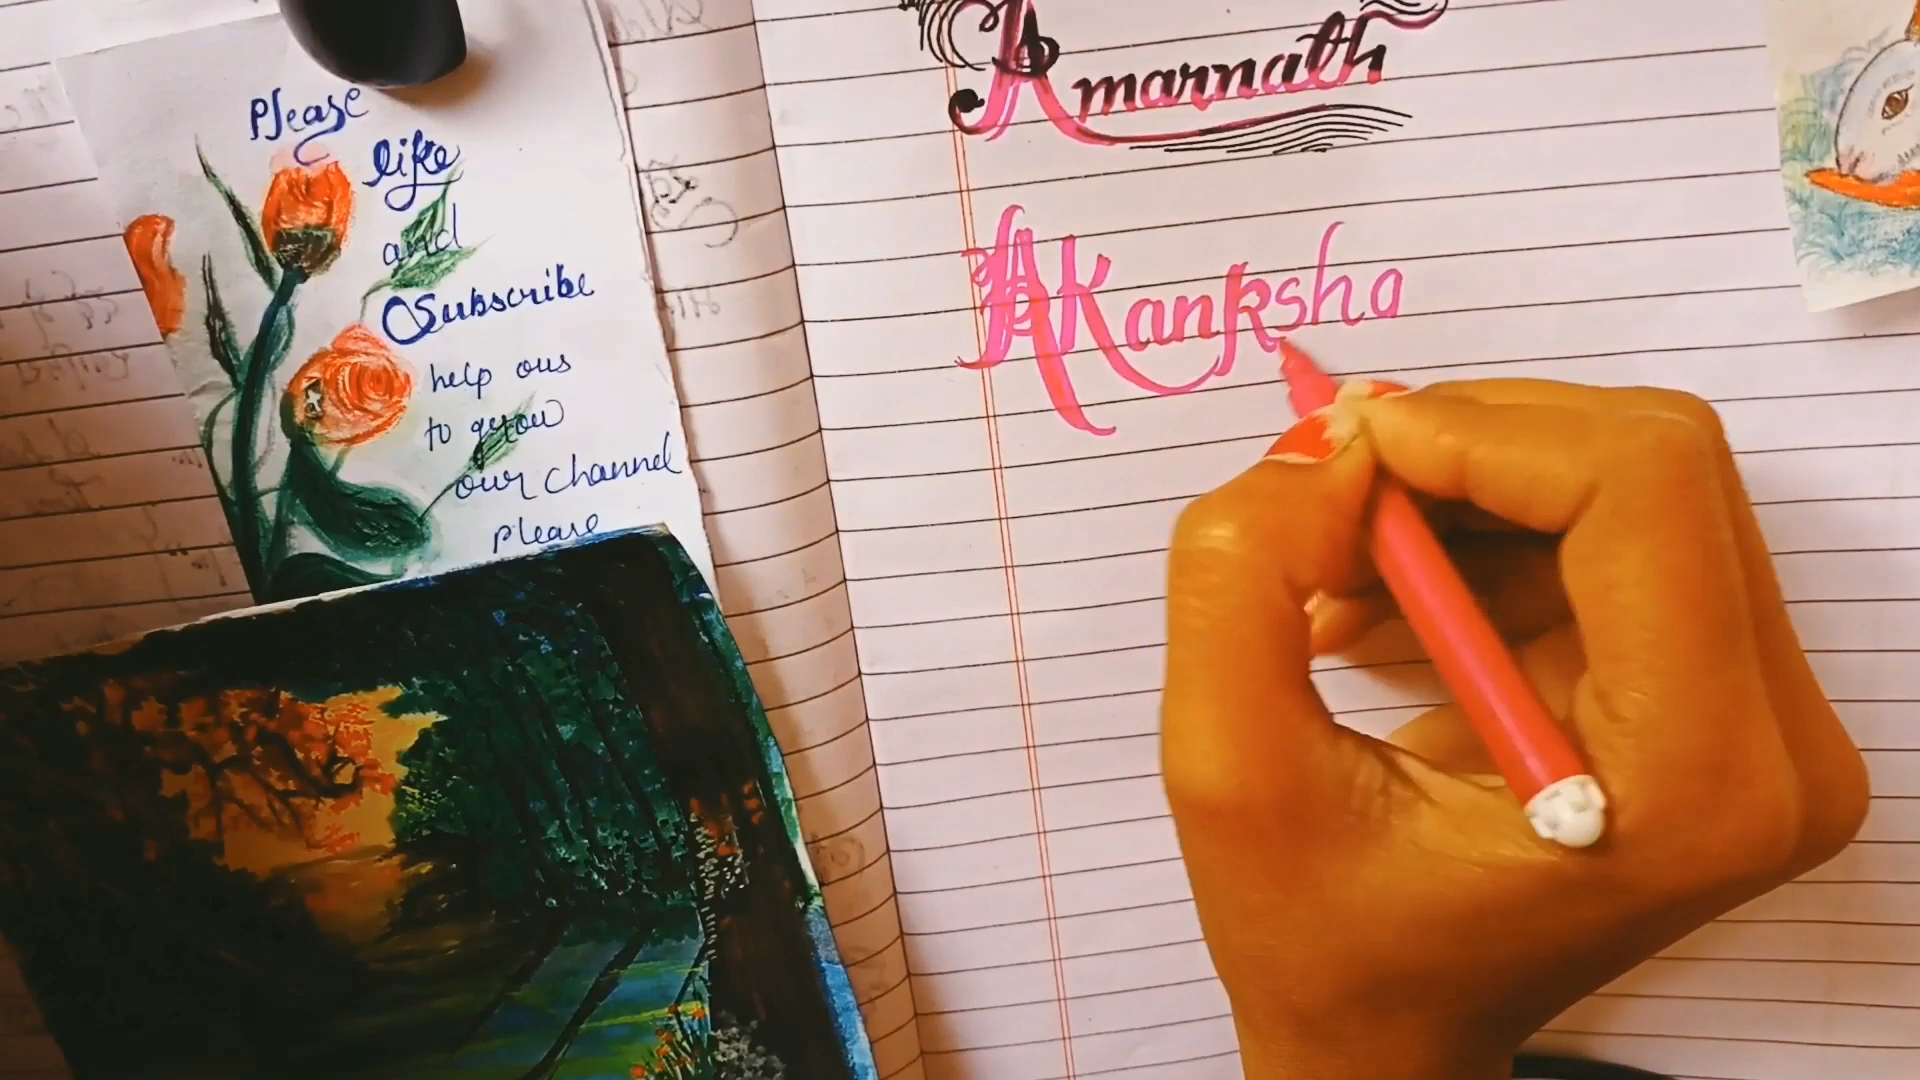 Please
like
and
Subscribe
help ous
to grow
our channel
please
Amarnath
AKanksha